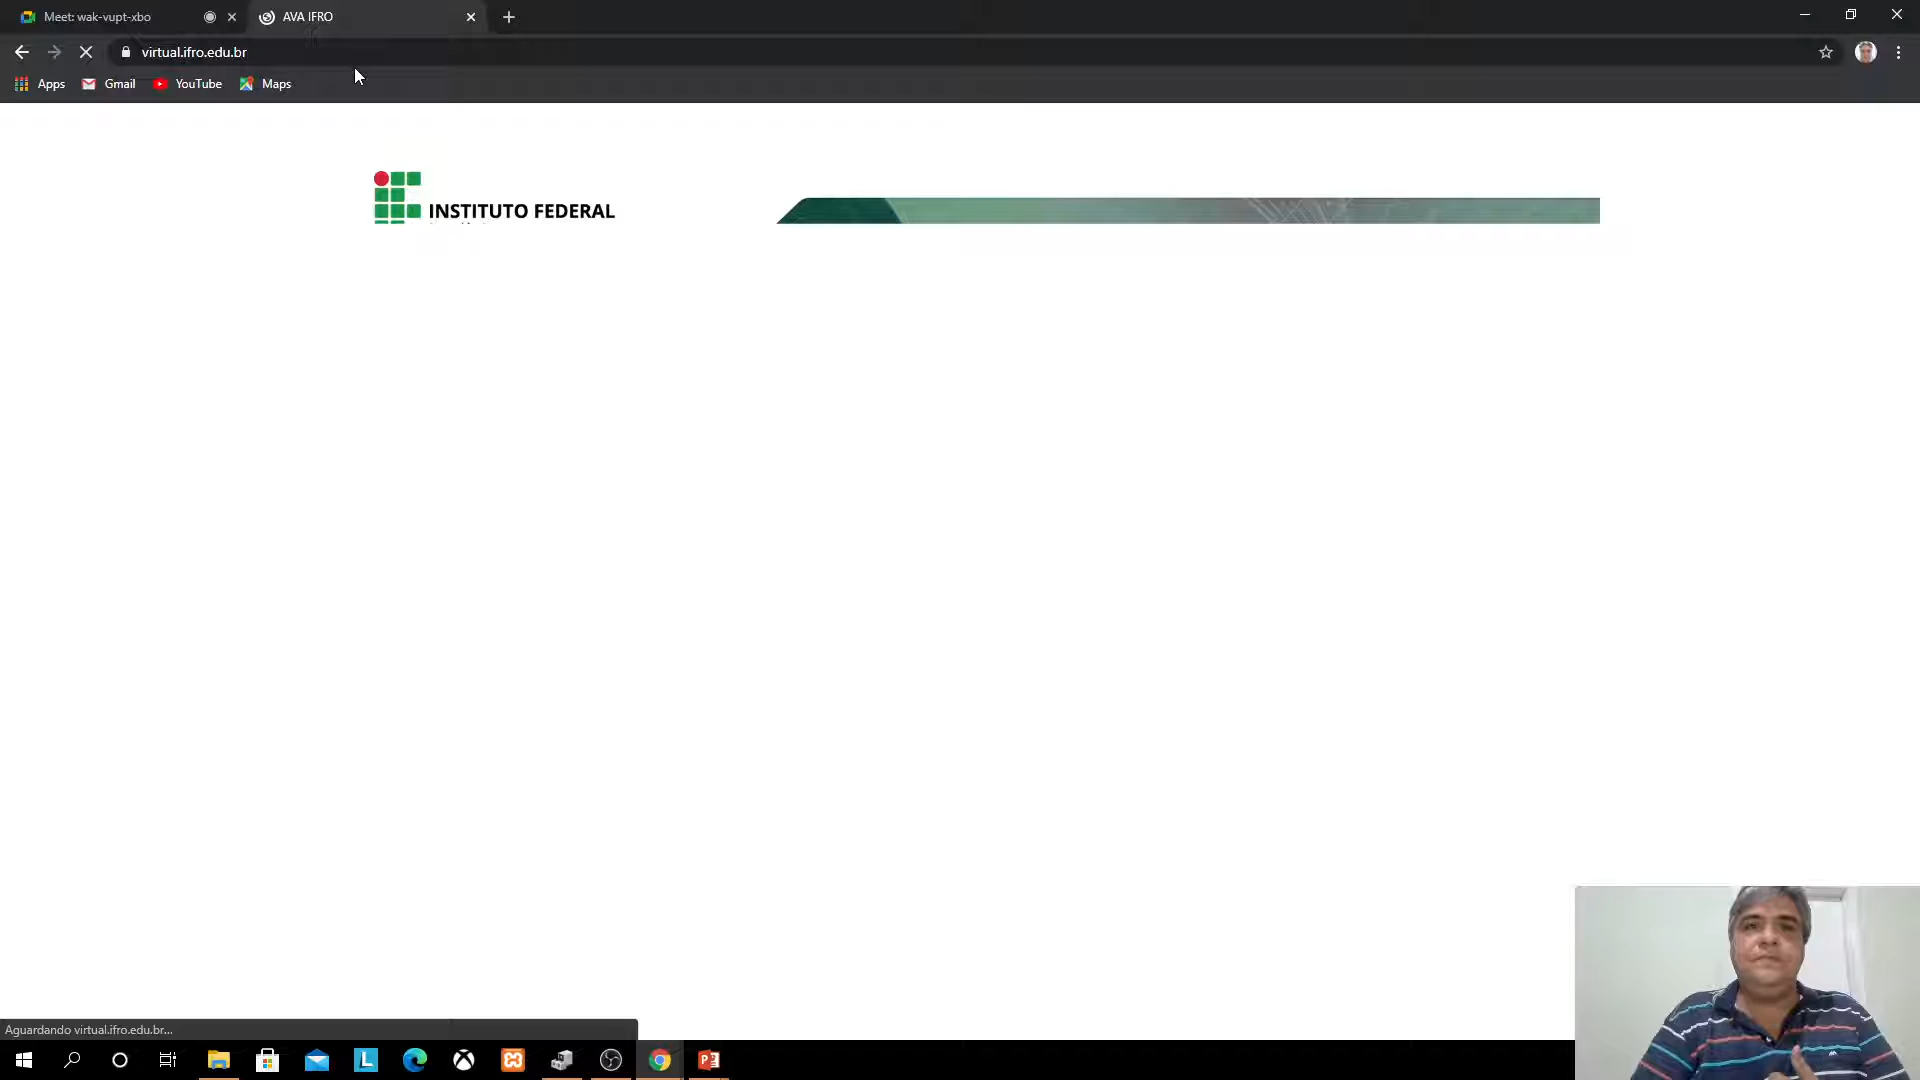 Meet: wak-vupt-xbo
AVA IFRO
virtual.ifro.edu.br
Apps
Gmail
YouTube
Maps
INSTITUTO FEDERAL
Aguardando virtual.ifro.edu.br...